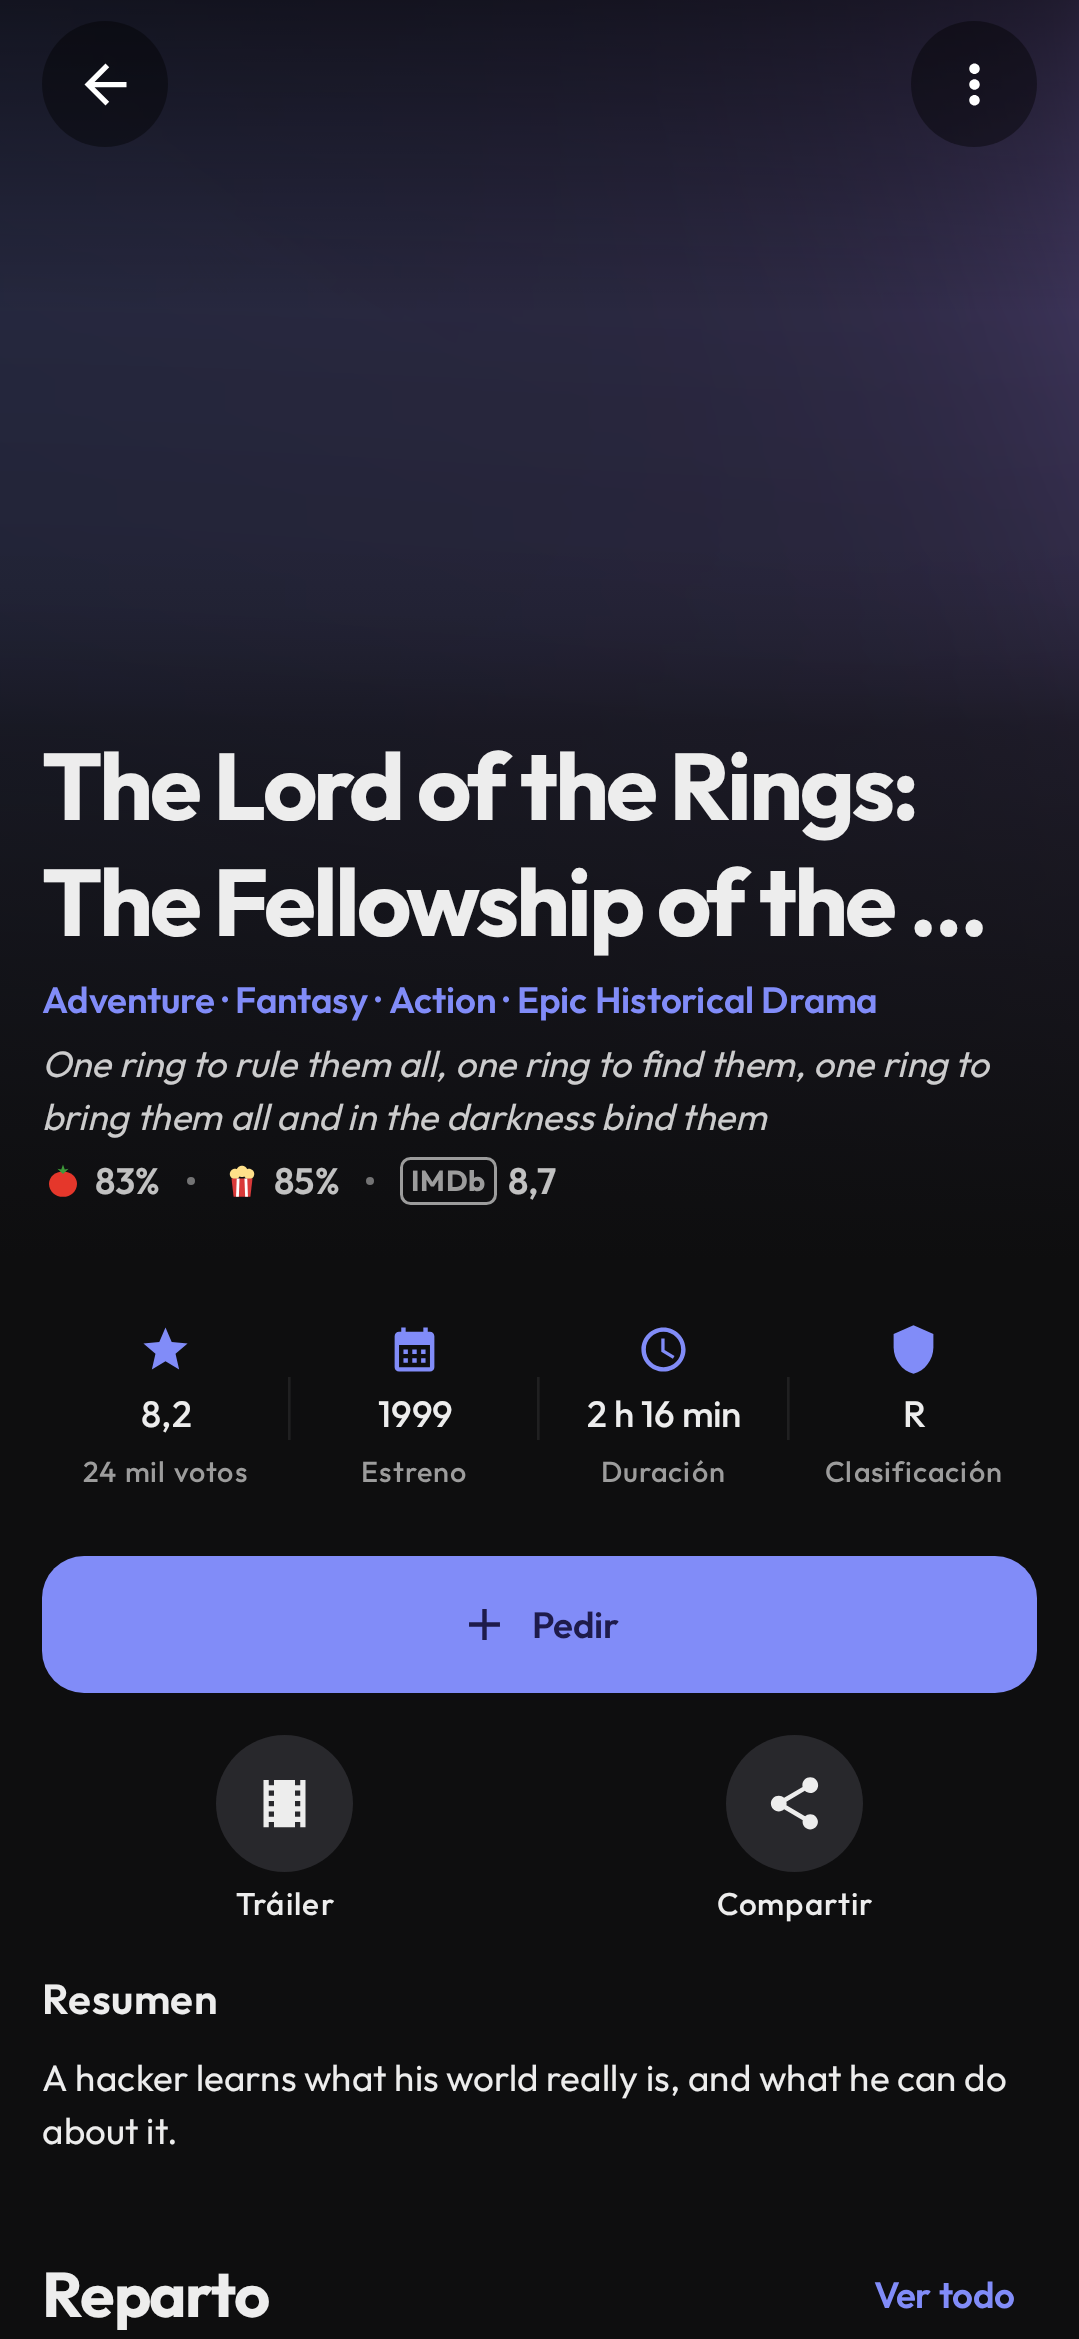 The Lord of the Rings:
The Fellowship of the ...
Adventure · Fantasy · Action · Epic Historical Drama
One ring to rule them all, one ring to find them, one ring to
bring them all and in the darkness bind them
83% • 85% • IMDb 8,7
8,2 1999 2 h 16 min R
24 mil votos Estreno Duración Clasificación
+ Pedir
Tráiler Compartir
Resumen
A hacker learns what his world really is, and what he can do
about it.
Reparto Ver todo